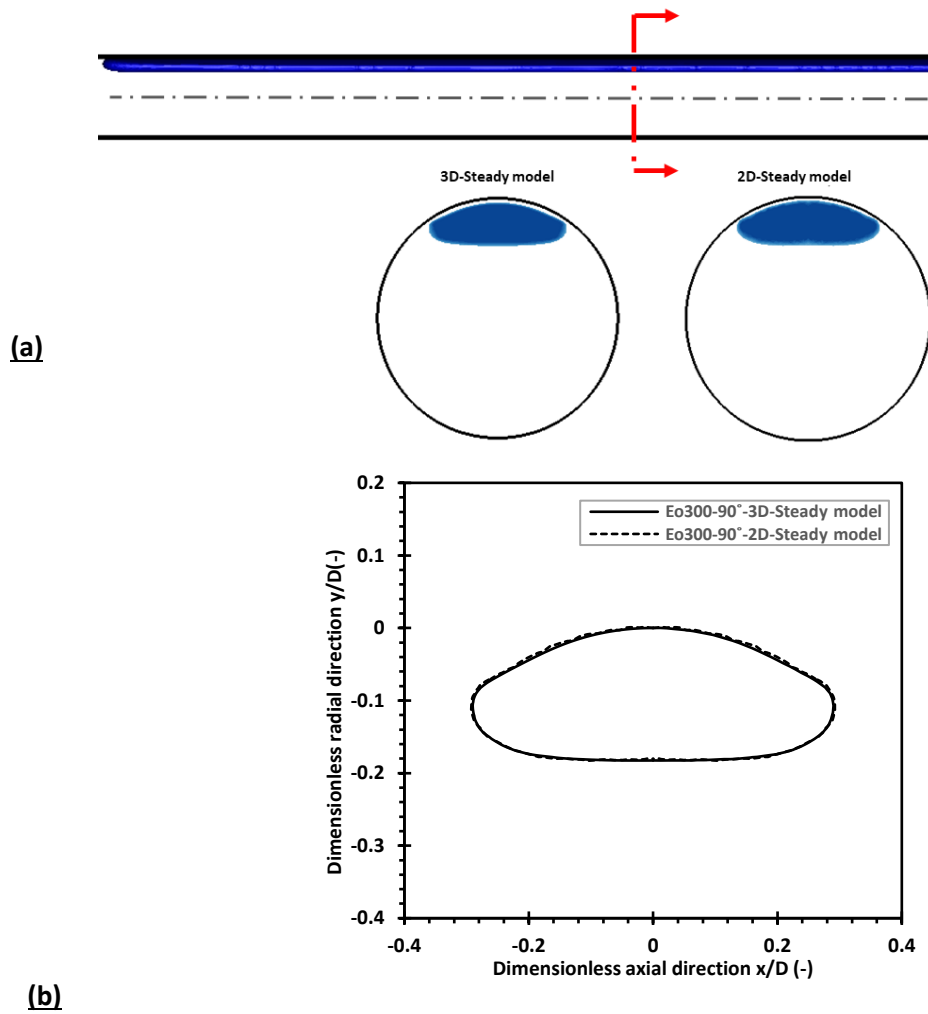 3D-Steady model
2D-Steady model
(a)
0.2
0.1
0
-0.1
-0.2
-0.3
-0.4
Dimensionless radial direction y/D(-)
Eo300-90˚-3D-Steady model
Eo300-90˚-2D-Steady model
-0.4
-0.2
0
0.2
0.4
Dimensionless axial direction x/D (-)
(b)